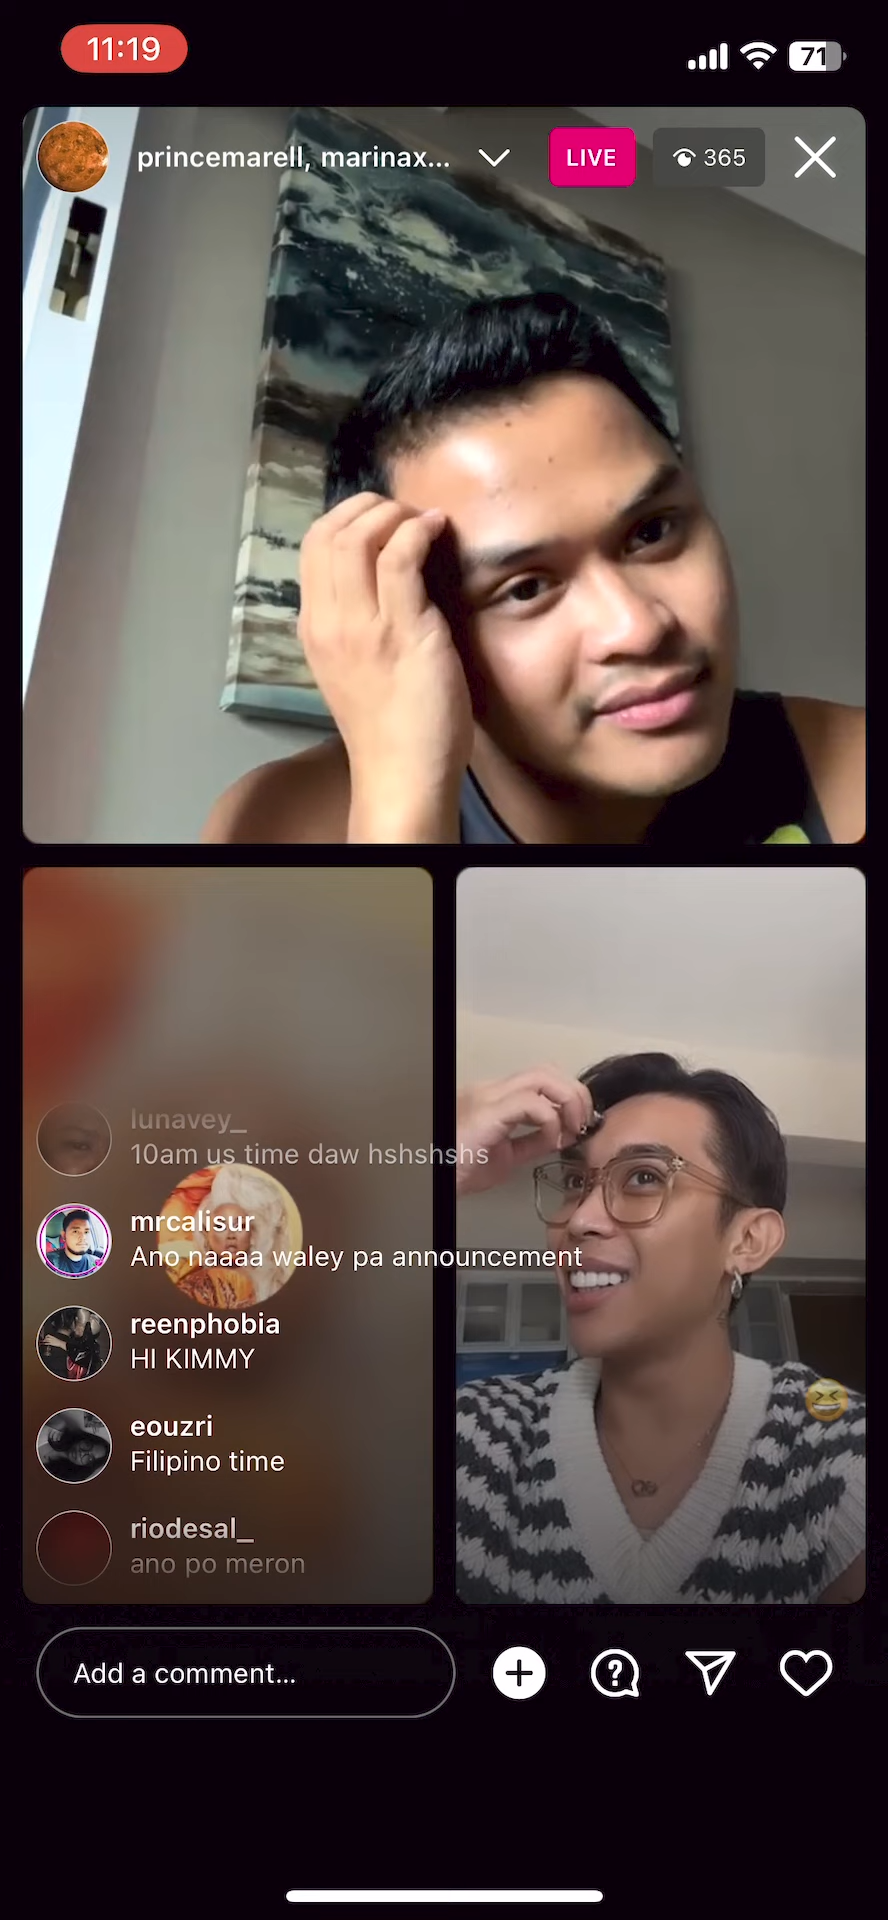 11:19
71
princemarell, marinax...
LIVE
365
lunavey_
10am us time daw hshshshs
mrcalisur
Ano naaaa waley pa announcement
reenphobia
HI KIMMY
eouzri
Filipino time
riodesal_
ano po meron
Add a comment...